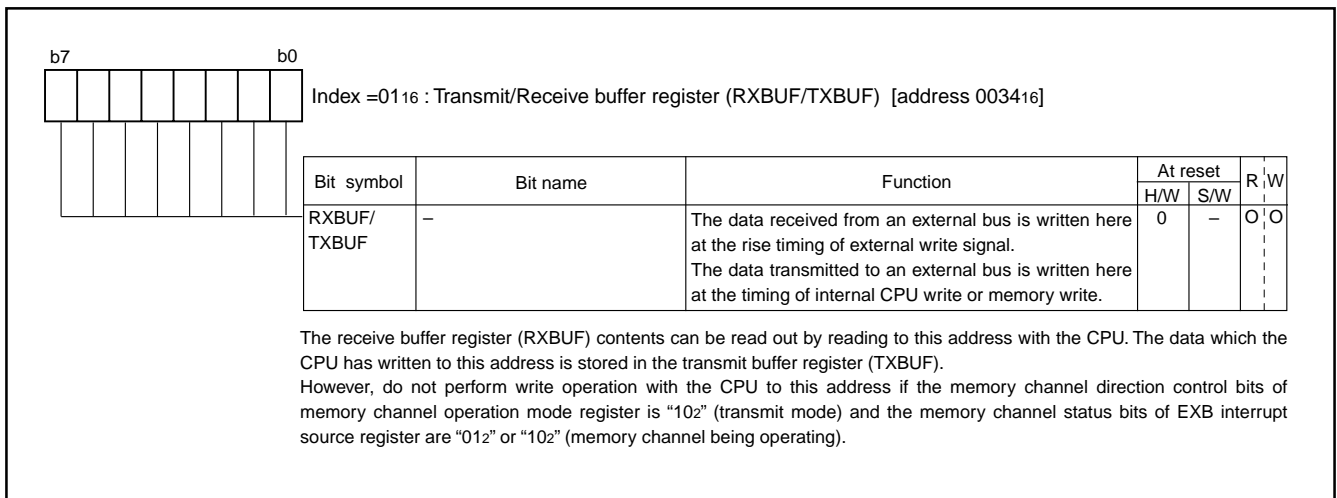 b7 b0
Index =0116 : Transmit/Receive buffer register (RXBUF/TXBUF) [address 003416]
Bit symbol Bit name Function At reset R W
H/W S/W
RXBUF/ – The data received from an external bus is written here 0 – O O
TXBUF at the rise timing of external write signal.
The data transmitted to an external bus is written here
at the timing of internal CPU write or memory write.
The receive buffer register (RXBUF) contents can be read out by reading to this address with the CPU. The data which the
CPU has written to this address is stored in the transmit buffer register (TXBUF).
However, do not perform write operation with the CPU to this address if the memory channel direction control bits of
memory channel operation mode register is “102” (transmit mode) and the memory channel status bits of EXB interrupt
source register are “012” or “102” (memory channel being operating).